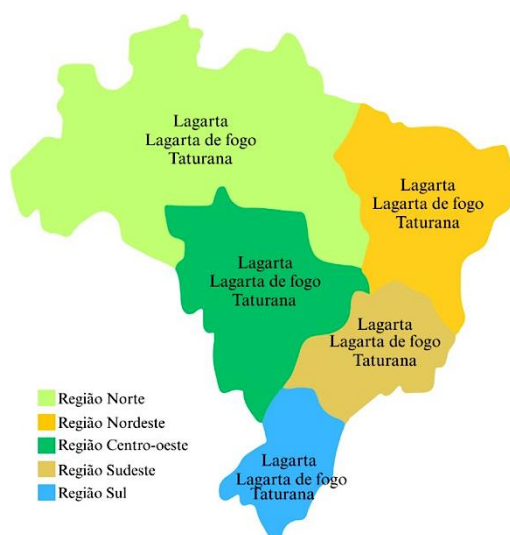 Lagarta
Lagarta de fogo
Taturana
Lagarta
Lagarta de fogo
Taturana
Lagarta
Lagarta de fogo
Taturana
Lagarta
Lagarta de fogo
Taturana
Região Norte
Região Nordeste
Região Centro-oeste
Região Sudeste
Região Sul
Lagarta
Lagarta de fogo
Taturana